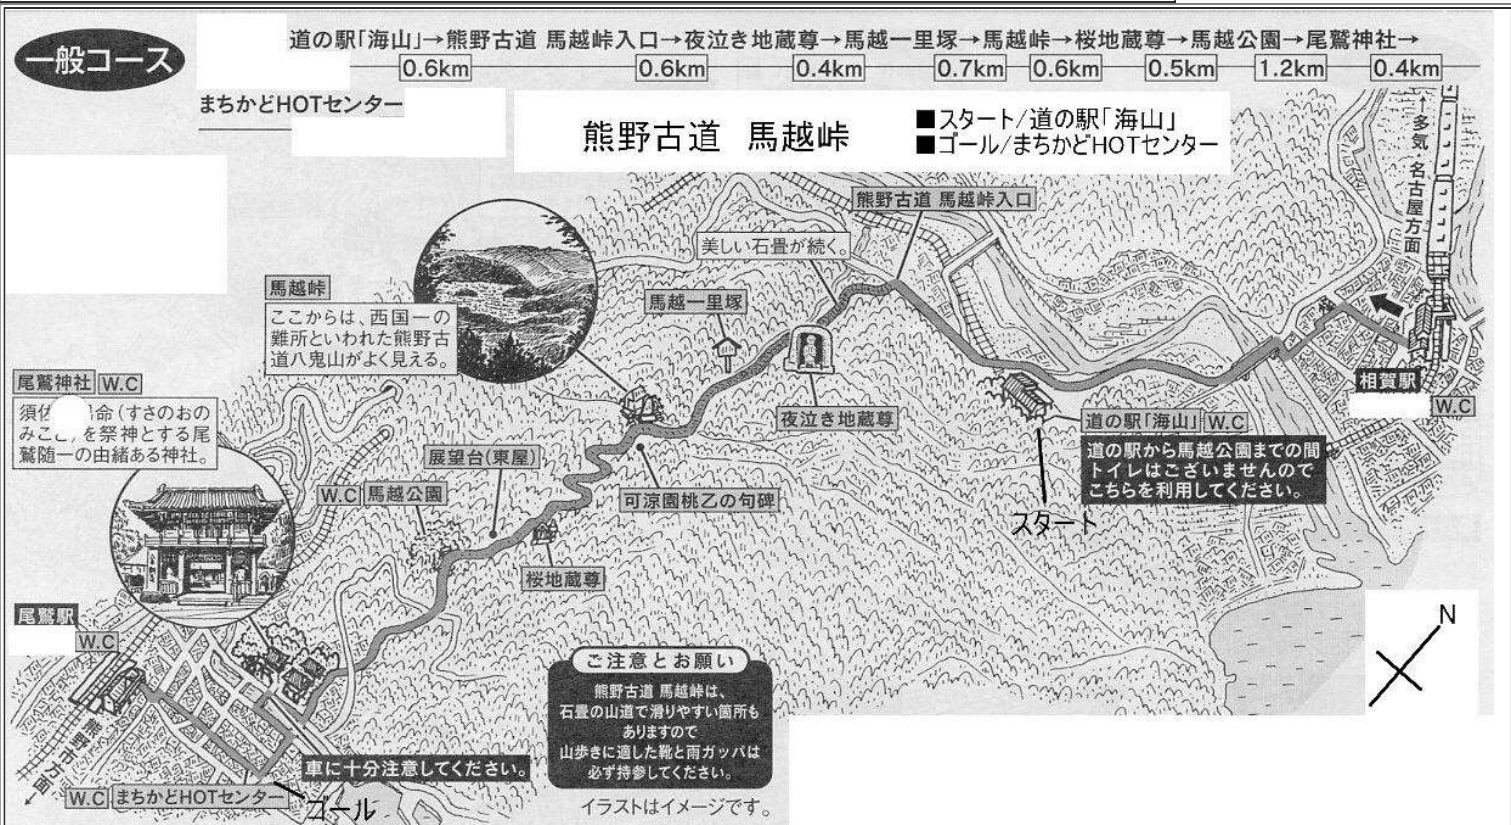 一般コース
道の駅「海山」→熊野古道 馬越峠入口→夜泣き地蔵尊→馬越一里塚→馬越峠→桜地蔵尊→馬越公園→尾鷲神社→
0.6km 0.6km 0.4km 0.7km 0.6km 0.5km 1.2km 0.4km
まちかどHOTセンター
熊野古道 馬越峠
■スタート/道の駅「海山」
■ゴール/まちかどHOTセンター
↑多気 名古屋方面
熊野古道 馬越峠入口
美しい石畳が続く。
馬越峠
ここからは、西国一の
難所といわれた熊野古
道八鬼山がよく見える。
馬越一里塚
尾鷲神社 W.C
須佐 命(すさのおの
みこ を祭神とする尾
鷲随一の由緒ある神社。
相賀駅
W.C
夜泣き地蔵尊
道の駅「海山」 W.C
道の駅から馬越公園までの間
トイレはございませんので
こちらを利用してください。
スタート
展望台(東屋)
W.C 馬越公園
可涼園桃乙の句碑
桜地蔵尊
尾鷲駅
W.C
N
ご注意とお願い
熊野古道 馬越峠は、
石畳の山道で滑りやすい箇所も
ありますので
山歩きに適した靴と雨ガッパは
必ず持参してください。
熊野市方面→
車に十分注意してください。
W.C まちかどHOTセンター
ゴール
イラストはイメージです。